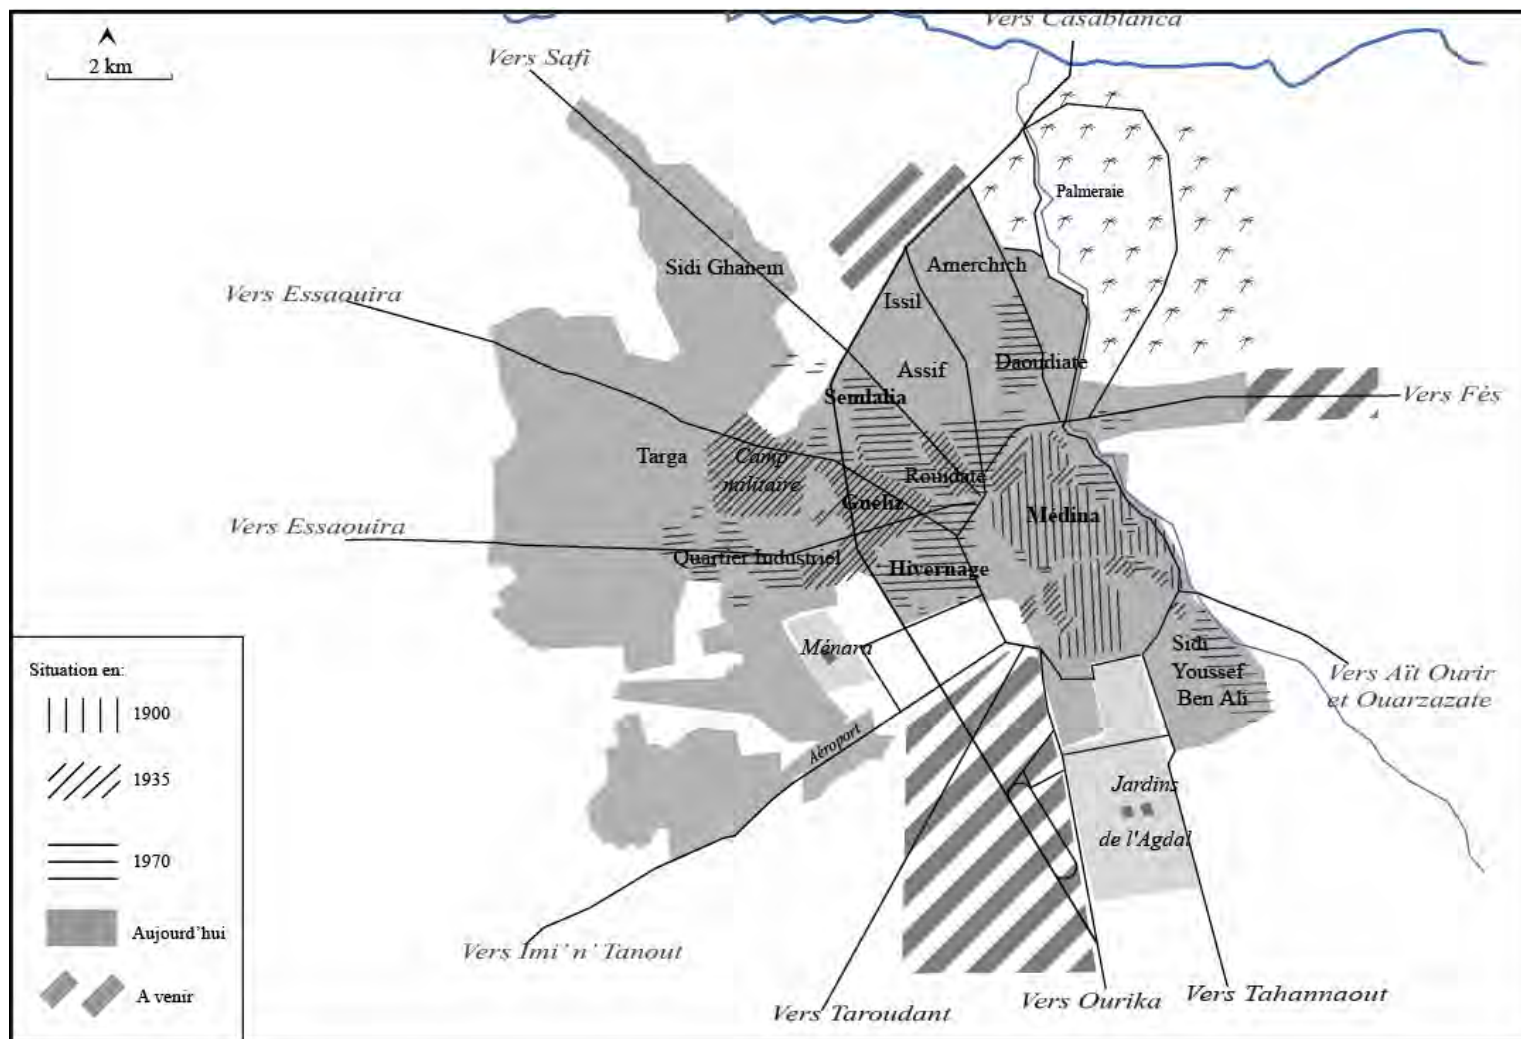 Vers Casablanca
2 km
Vers Safi
Palmeraie
Sidi Ghanem
Amerchich
Vers Essaouira
Issil
Assif
Daoudiate
Semlalia
Vers Fès
Targa
Camp
militaire
Rouidate
Guéliz
Médina
Vers Essaouira
Quartier Industriel
Hivernage
Ménara
Sidi
Youssef
Ben Ali
Vers Aït Ourir
et Ouarzazate
Situation en:
1900
1935
1970
Aujourd'hui
A venir
Aéroport
Jardins
de l'Agdal
Vers Imi'n'Tanout
Vers Taroudant
Vers Ourika
Vers Tahannaout